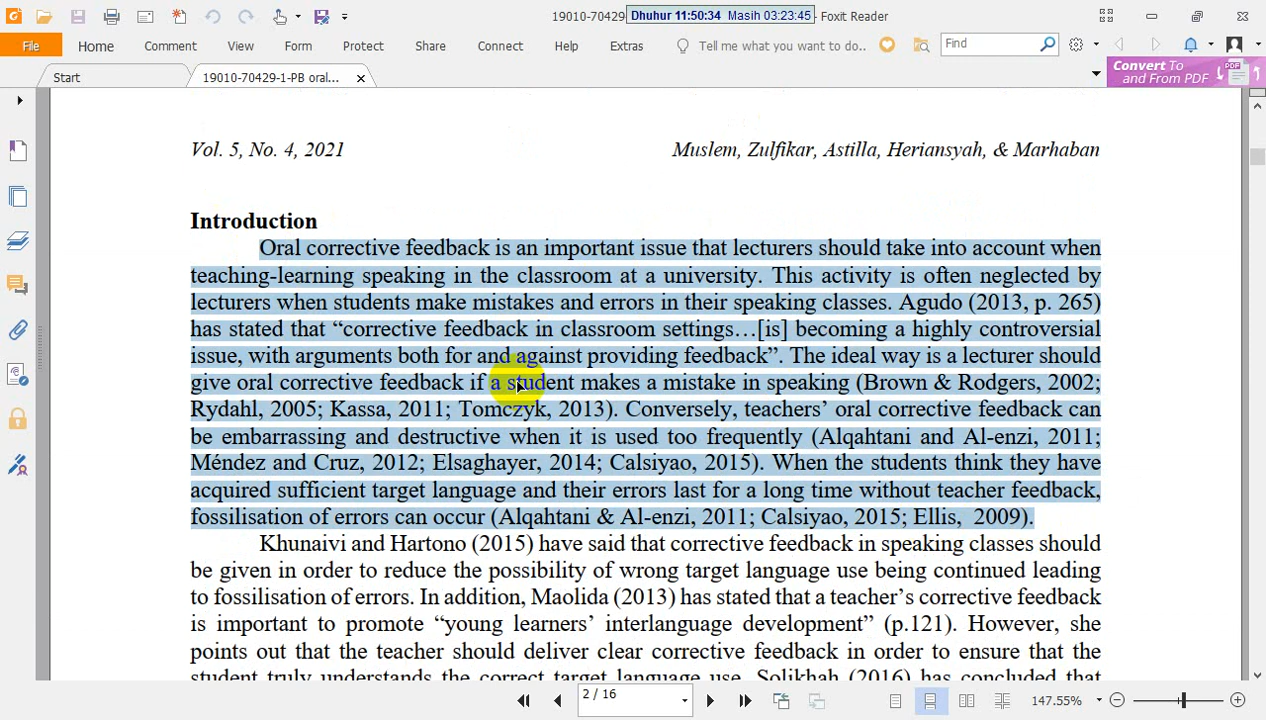 19010-70429
Dhuhur 11:50:34 Masih 03:23:45
- Foxit Reader
File Home Comment View Form Protect Share Connect Help Extras Tell me what you want to do.. Find
Start 19010-70429-1-PB oral...
Convert To
and From PDF
PDF
Vol. 5, No. 4, 2021 Muslem, Zulfikar, Astilla, Heriansyah, & Marhaban
Introduction
Oral corrective feedback is an important issue that lecturers should take into account when
teaching-learning speaking in the classroom at a university. This activity is often neglected by
lecturers when students make mistakes and errors in their speaking classes. Agudo (2013, p. 265)
has stated that “corrective feedback in classroom settings…[is] becoming a highly controversial
issue, with arguments both for and against providing feedback”. The ideal way is a lecturer should
give oral corrective feedback if a student makes a mistake in speaking (Brown & Rodgers, 2002;
Rydahl, 2005; Kassa, 2011; Tomczyk, 2013). Conversely, teachers’ oral corrective feedback can
be embarrassing and destructive when it is used too frequently (Alqahtani and Al-enzi, 2011;
Méndez and Cruz, 2012; Elsaghayer, 2014; Calsiyao, 2015). When the students think they have
acquired sufficient target language and their errors last for a long time without teacher feedback,
fossilisation of errors can occur (Alqahtani & Al-enzi, 2011; Calsiyao, 2015; Ellis, 2009).
Khunaivi and Hartono (2015) have said that corrective feedback in speaking classes should
be given in order to reduce the possibility of wrong target language use being continued leading
to fossilisation of errors. In addition, Maolida (2013) has stated that a teacher’s corrective feedback
is important to promote “young learners’ interlanguage development” (p.121). However, she
points out that the teacher should deliver clear corrective feedback in order to ensure that the
student truly understands the correct target language use. Solikhah (2016) has concluded that
2 / 16
147.55%